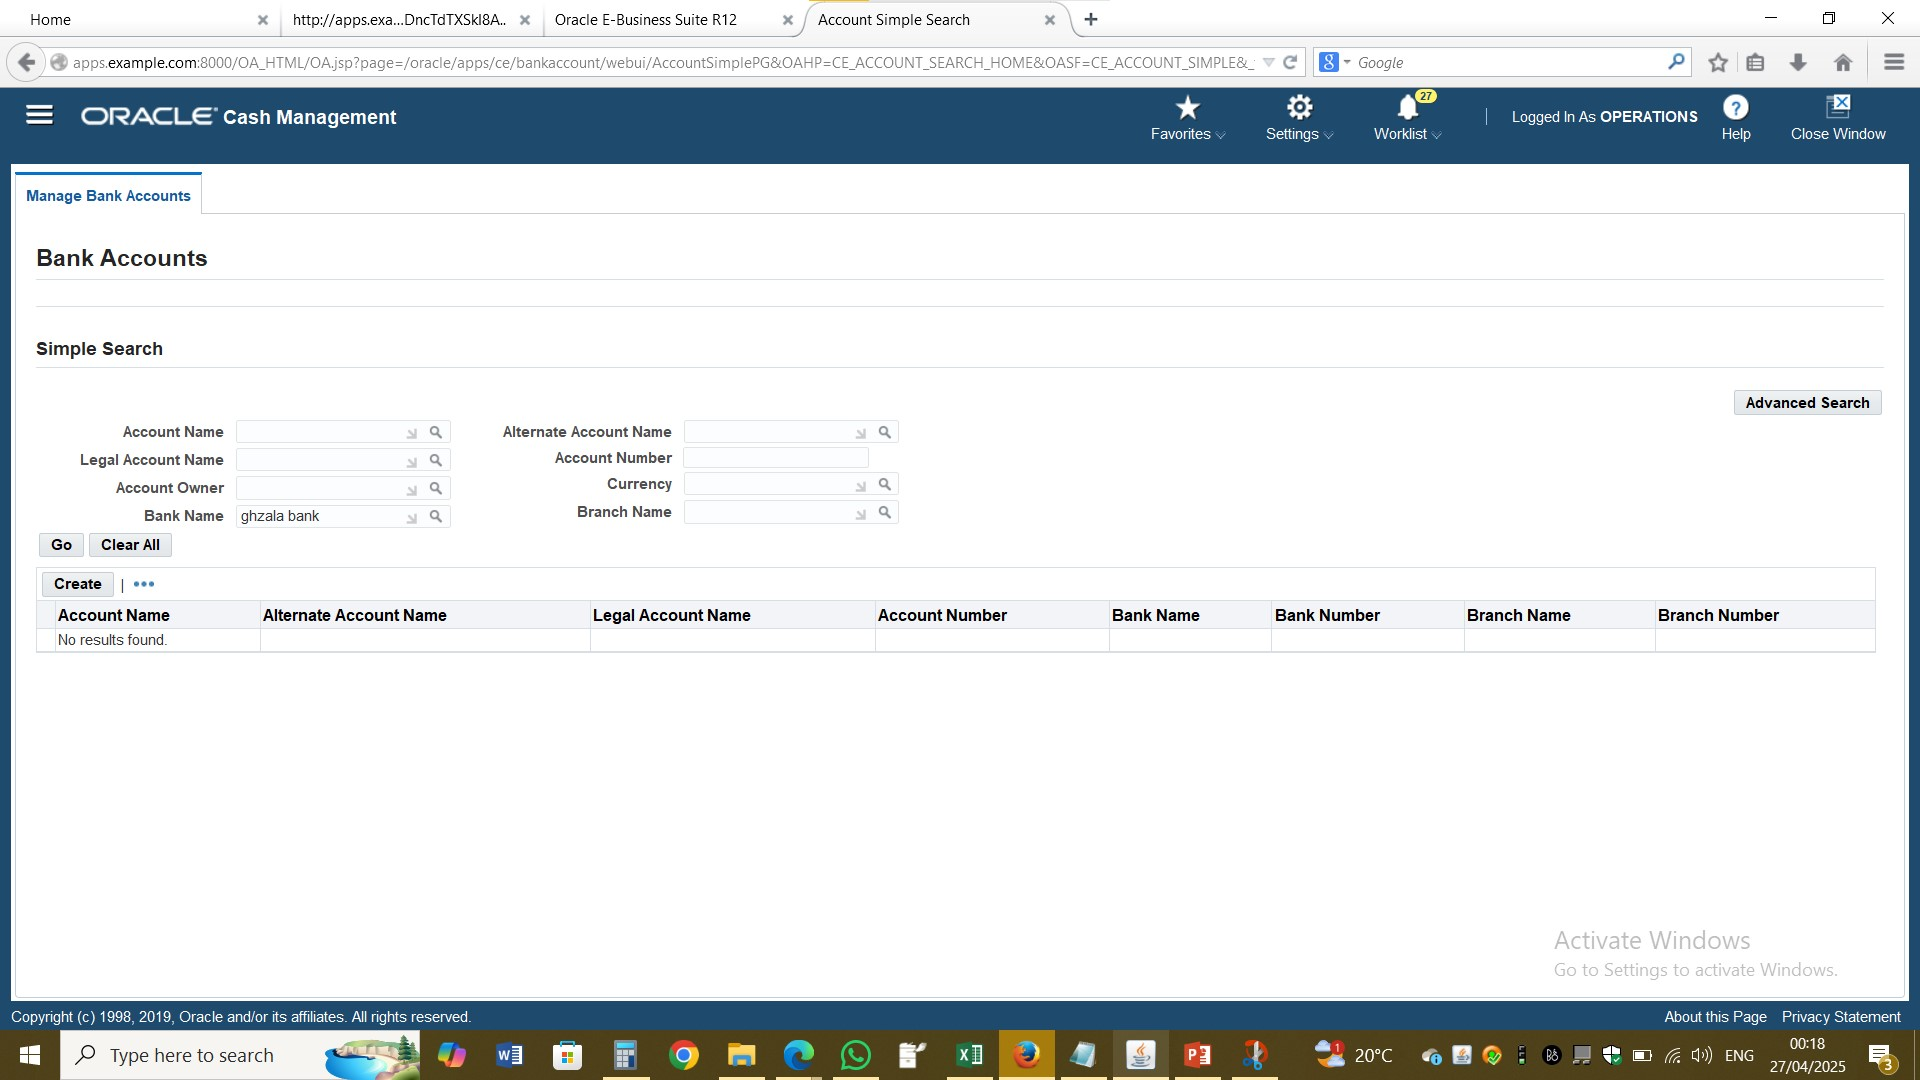 Home
http://apps.exa...DncTdTXSkI8A..
Oracle E-Business Suite R12
Account Simple Search
apps.example.com:8000/OA_HTML/OA.jsp?page=/oracle/apps/ce/bankaccount/webui/AccountSimplePG&OAHP=CE_ACCOUNT_SEARCH_HOME&OASF=CE_ACCOUNT_SIMPLE&_
Google
ORACLE Cash Management
Favorites
Settings
27
Worklist
Logged In As OPERATIONS
Help
Close Window
Manage Bank Accounts
Bank Accounts
Simple Search
Advanced Search
Account Name
Alternate Account Name
Legal Account Name
Account Number
Account Owner
Currency
Bank Name ghzala bank
Branch Name
Go Clear All
Create |
Account Name Alternate Account Name Legal Account Name Account Number Bank Name Bank Number Branch Name Branch Number
No results found.
Activate Windows
Go to Settings to activate Windows.
Copyright (c) 1998, 2019, Oracle and/or its affiliates. All rights reserved.
About this Page Privacy Statement
Type here to search
1
20°C
ENG
00:18
27/04/2025
3